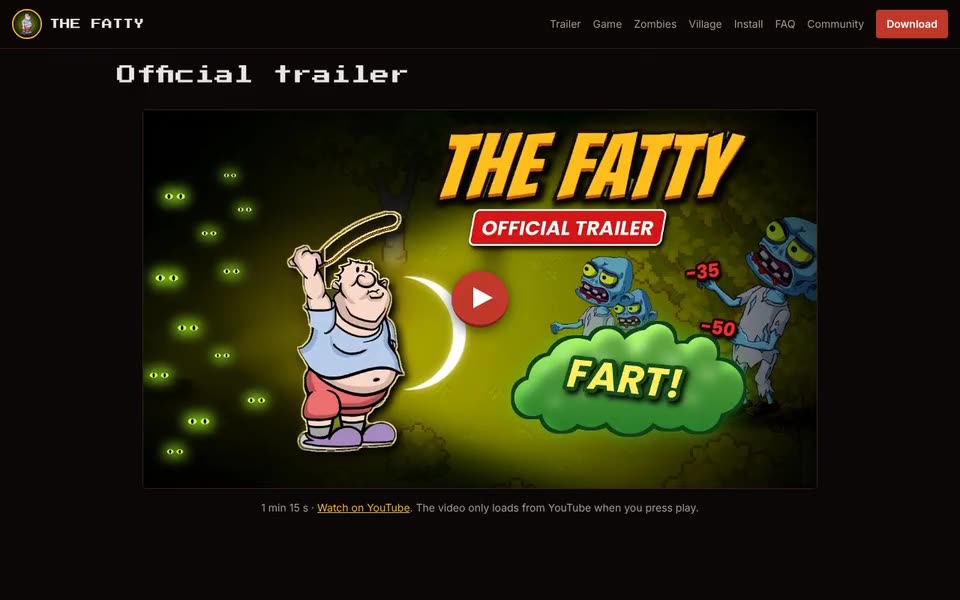 THE FATTY
Trailer Game Zombies Village Install FAQ Community Download
Official trailer
THE FATTY
OFFICIAL TRAILER
-35
-50
FART!
1 min 15 s · Watch on YouTube. The video only loads from YouTube when you press play.